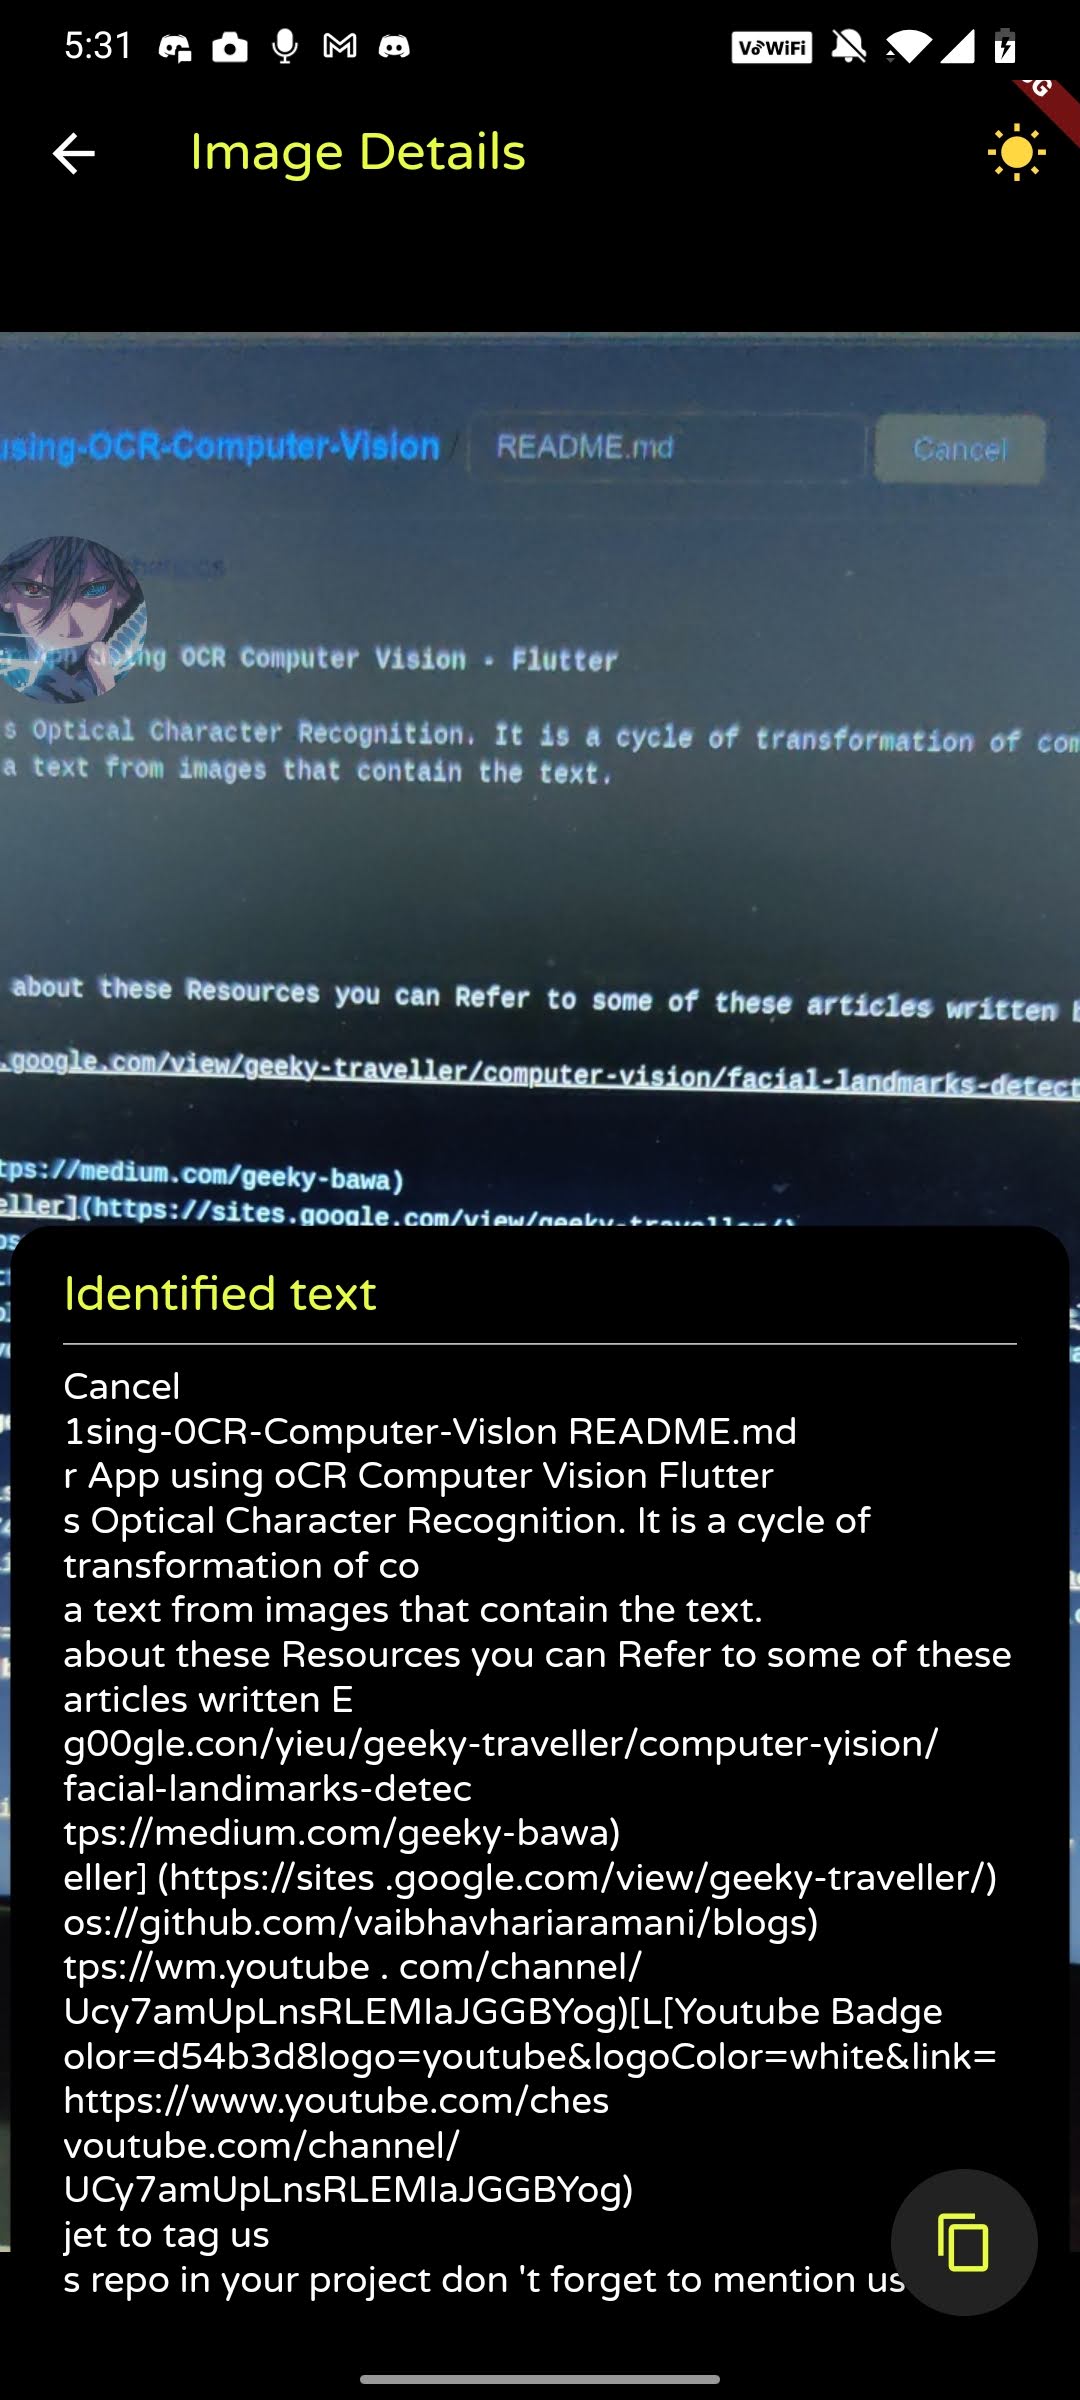 5:31
VoWiFi
G
Image Details
using-OCR-Computer-Vision / README.md Cancel
App using OCR Computer Vision - Flutter
s Optical Character Recognition. It is a cycle of transformation of com
a text from images that contain the text.
about these Resources you can Refer to some of these articles written b
.google.com/view/geeky-traveller/computer-vision/facial-landmarks-detect
tps://medium.com/geeky-bawa)
eller](https://sites.google.com/view/geeky-traveller/)
Identified text
Cancel
1sing-0CR-Computer-Vislon README.md
r App using oCR Computer Vision Flutter
s Optical Character Recognition. It is a cycle of
transformation of co
a text from images that contain the text.
about these Resources you can Refer to some of these
articles written E
g00gle.con/yieu/geeky-traveller/computer-yision/
facial-landimarks-detec
tps://medium.com/geeky-bawa)
eller] (https://sites .google.com/view/geeky-traveller/)
os://github.com/vaibhavhariaramani/blogs)
tps://wm.youtube . com/channel/
Ucy7amUpLnsRLEMIaJGGBYog)[L[Youtube Badge
olor=d54b3d8logo=youtube&logoColor=white&link=
https://www.youtube.com/ches
voutube.com/channel/
UCy7amUpLnsRLEMIaJGGBYog)
jet to tag us
s repo in your project don 't forget to mention us